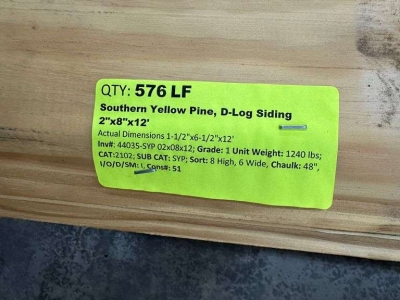 QTY: 576 LF
Southern Yellow Pine, D-Log Siding
2"x8"x12'
Actual Dimensions 1-1/2"x6-1/2"x12'
Inv#: 44035-SYP 02x08x12; Grade: 1 Unit Weight: 1240 lbs;
CAT:2102; SUB CAT: SYP; Sort: 8 High, 6 Wide, Chaulk: 48",
I/O/D/SM: I, Cons#: 51